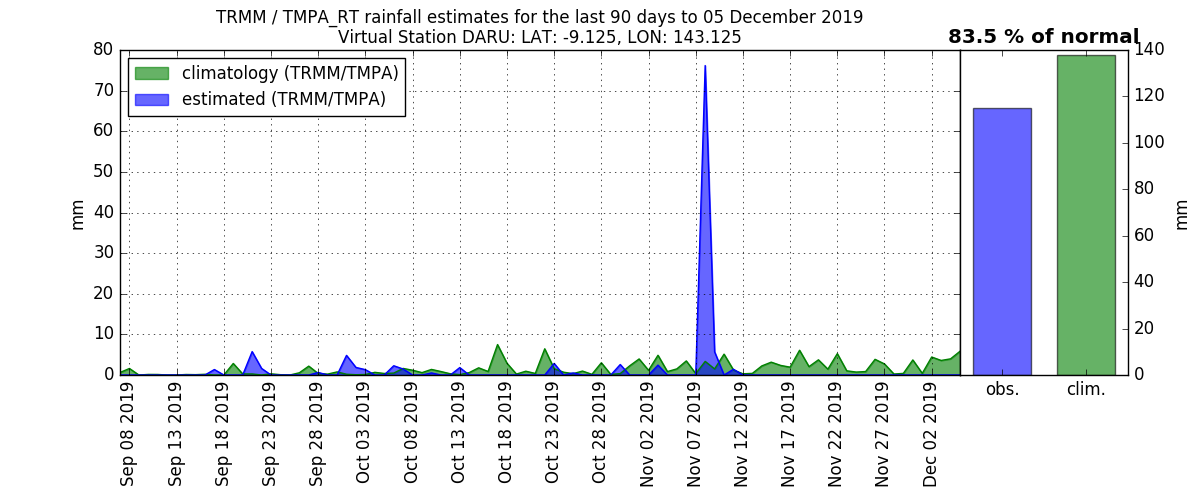 TRMM / TMPA_RT rainfall estimates for the last 90 days to 05 December 2019
Virtual Station DARU: LAT: -9.125, LON: 143.125
83.5 % of normal
climatology (TRMM/TMPA)
estimated (TRMM/TMPA)
mm
80
70
60
50
40
30
20
10
0
Sep 08 2019
Sep 13 2019
Sep 18 2019
Sep 23 2019
Sep 28 2019
Oct 03 2019
Oct 08 2019
Oct 13 2019
Oct 18 2019
Oct 23 2019
Oct 28 2019
Nov 02 2019
Nov 07 2019
Nov 12 2019
Nov 17 2019
Nov 22 2019
Nov 27 2019
Dec 02 2019
obs.
clim.
140
120
100
80
60
40
20
0
mm